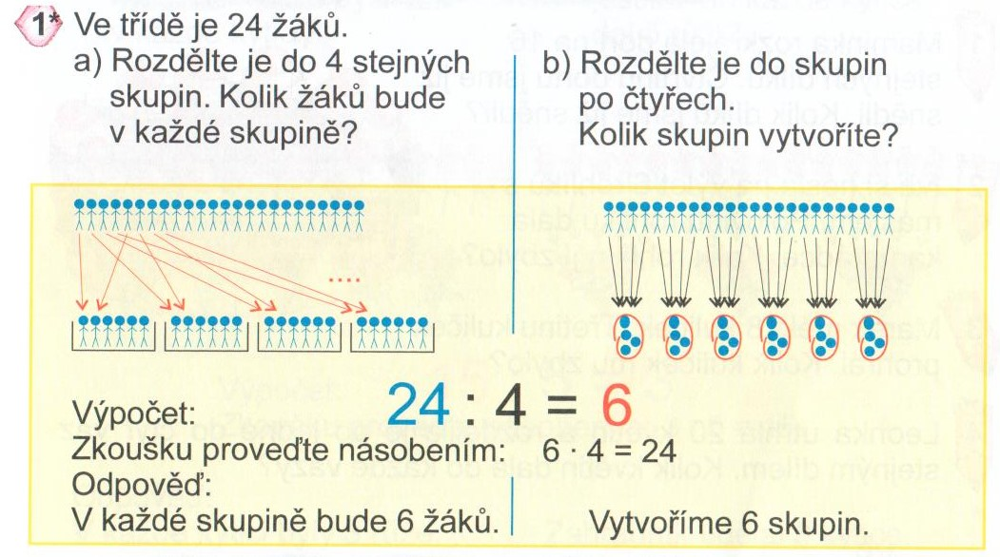 1* Ve třídě je 24 žáků.
a) Rozdělte je do 4 stejných
skupin. Kolik žáků bude
v každé skupině?
b) Rozdělte je do skupin
po čtyřech.
Kolik skupin vytvoříte?
....
Výpočet: 24 : 4 = 6
Zkoušku proveďte násobením: 6 · 4 = 24
Odpověď:
V každé skupině bude 6 žáků.
Vytvoříme 6 skupin.